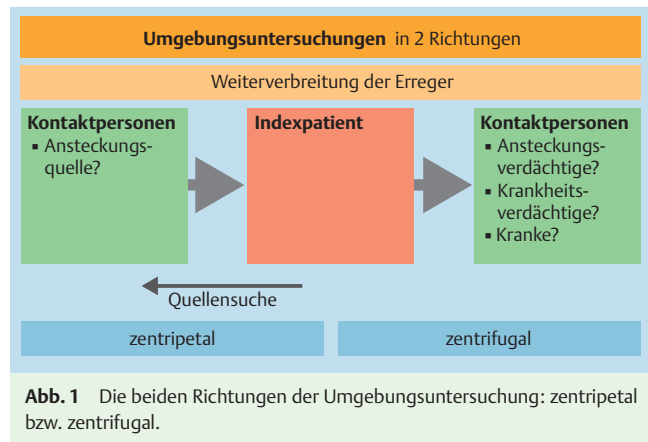 Umgebungsuntersuchungen in 2 Richtungen
Weiterverbreitung der Erreger
Kontaktpersonen
▪ Ansteckungs-
quelle?
Indexpatient
Kontaktpersonen
▪ Ansteckungs-
verdächtige?
▪ Krankheits-
verdächtige?
▪ Kranke?
Quellensuche
zentripetal
zentrifugal
Abb. 1 Die beiden Richtungen der Umgebungsuntersuchung: zentripetal
bzw. zentrifugal.